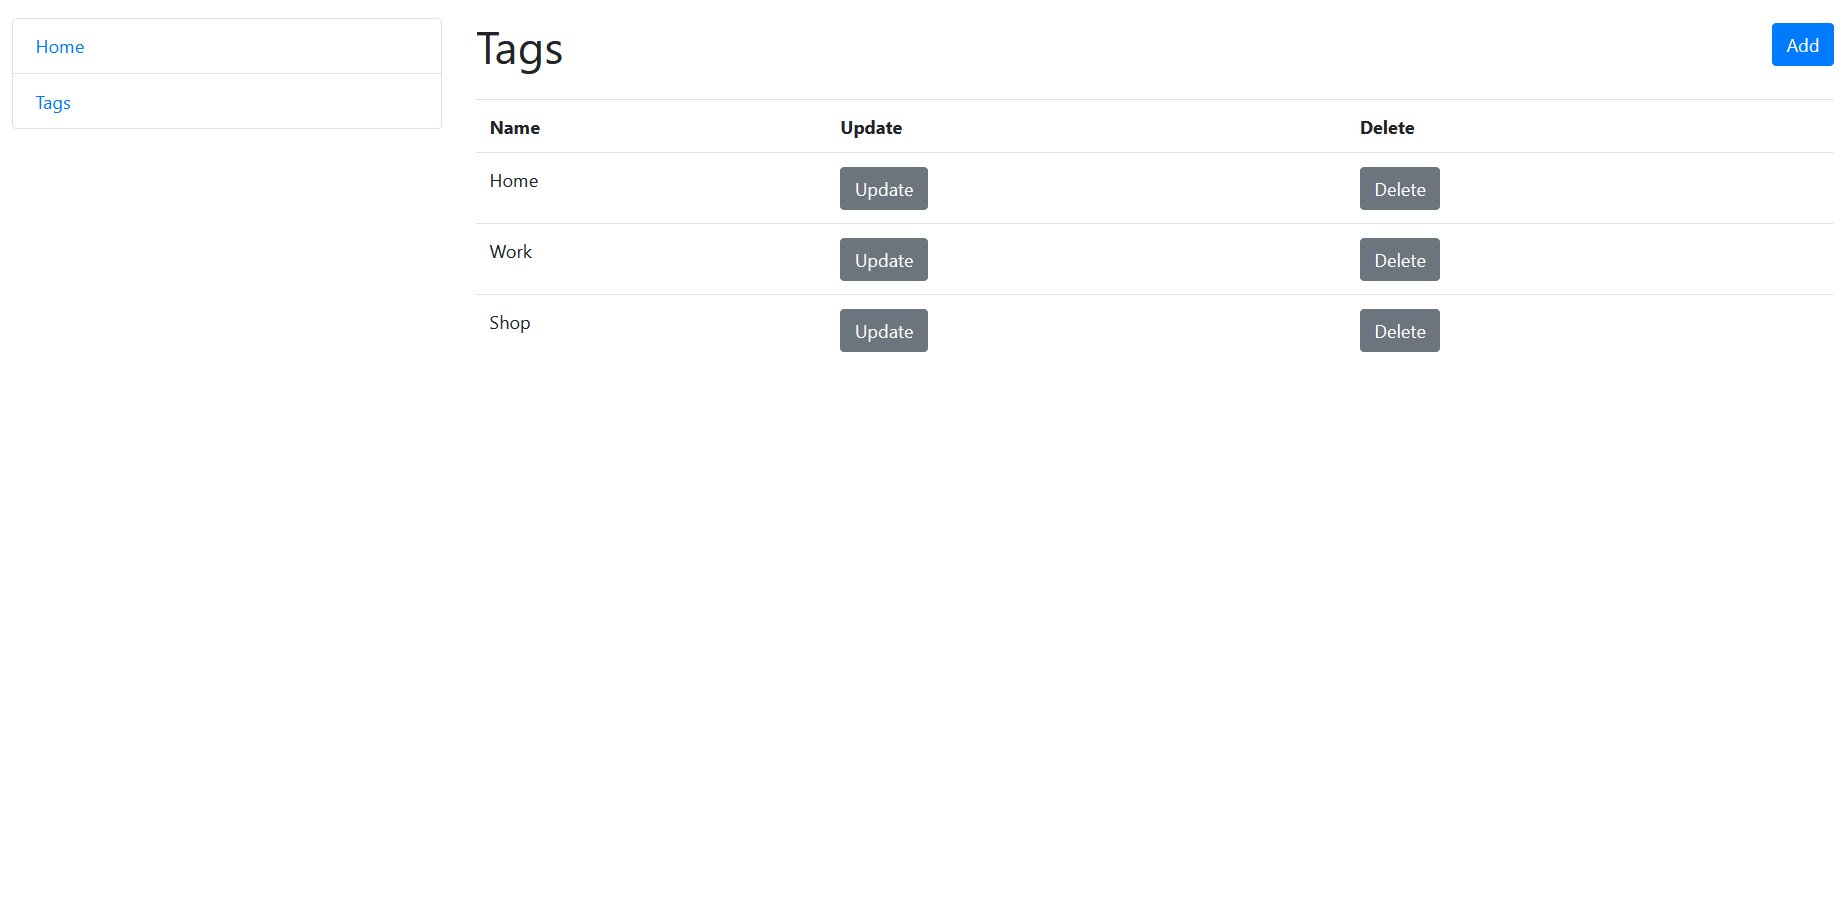 Home
Tags
Tags
Add
Name Update Delete
Home Update Delete
Work Update Delete
Shop Update Delete